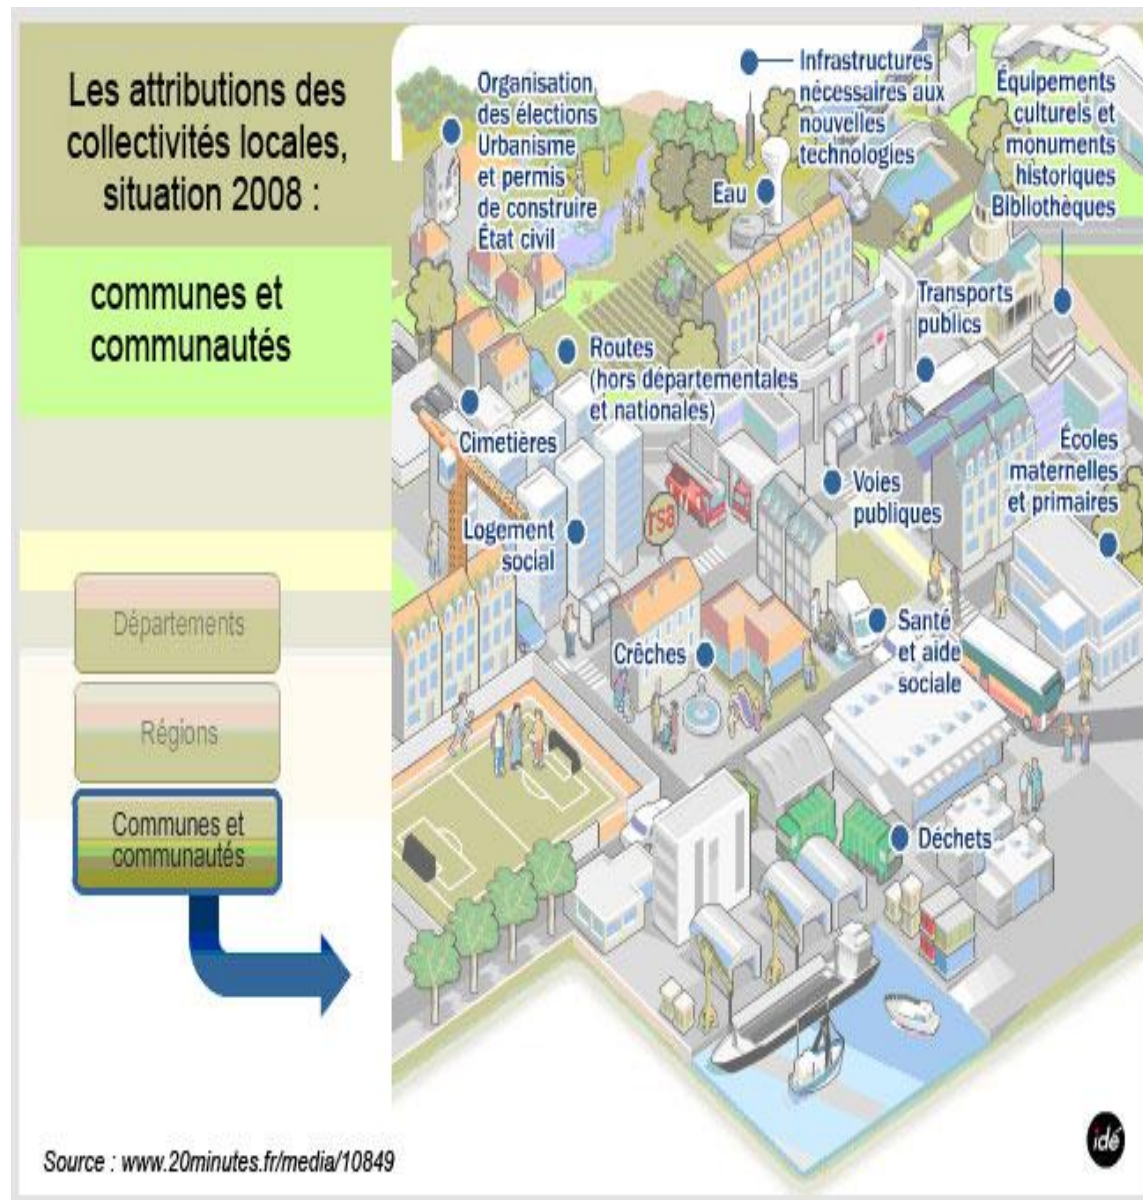 Les attributions des
collectivités locales,
situation 2008 :
communes et
communautés
Départements
Régions
Communes et
communautés
Organisation
des élections
Urbanisme
et permis
de construire
État civil
Infrastructures
nécessaires aux
nouvelles
technologies
Équipements
culturels et
monuments
historiques
Bibliothèques
Eau
Transports
publics
Routes
(hors départementales
et nationales)
Cimetières
Écoles
maternelles
et primaires
Voies
publiques
Logement
social
rsa
Santé
et aide
sociale
Crêches
Déchets
Source : www.20minutes.fr/media/10849
idé